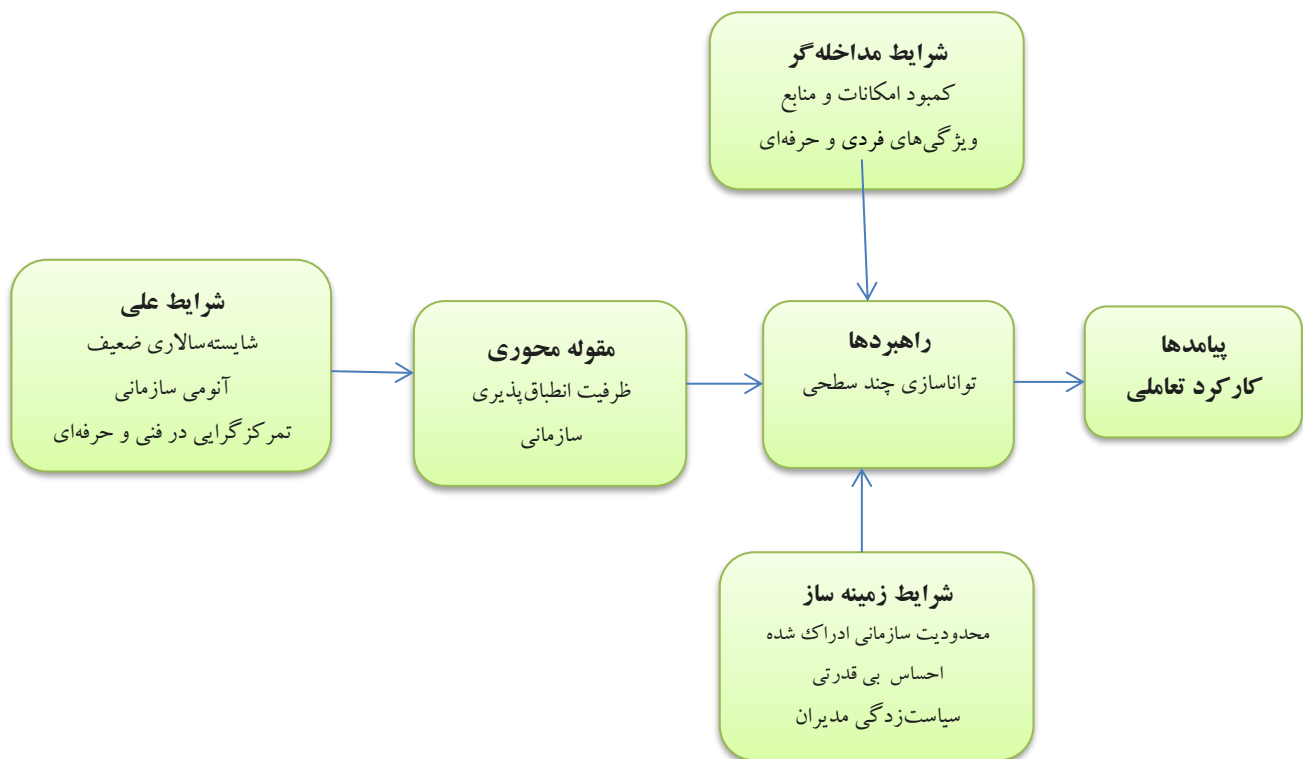 شرایط مداخله‌گر
کمبود امکانات و منابع
ویژگی‌های فردی و حرفه‌ای
شرایط علی
شایسته‌سالاری ضعیف
آنومی سازمانی
تمرکزگرایی در فنی و حرفه‌ای
مقوله محوری
ظرفیت انطباق‌پذیری
سازمانی
راهبردها
تواناسازی چند سطحی
پیامدها
کارکرد تعاملی
شرایط زمینه ساز
محدودیت سازمانی ادراک شده
احساس بی قدرتی
سیاست‌زدگی مدیران